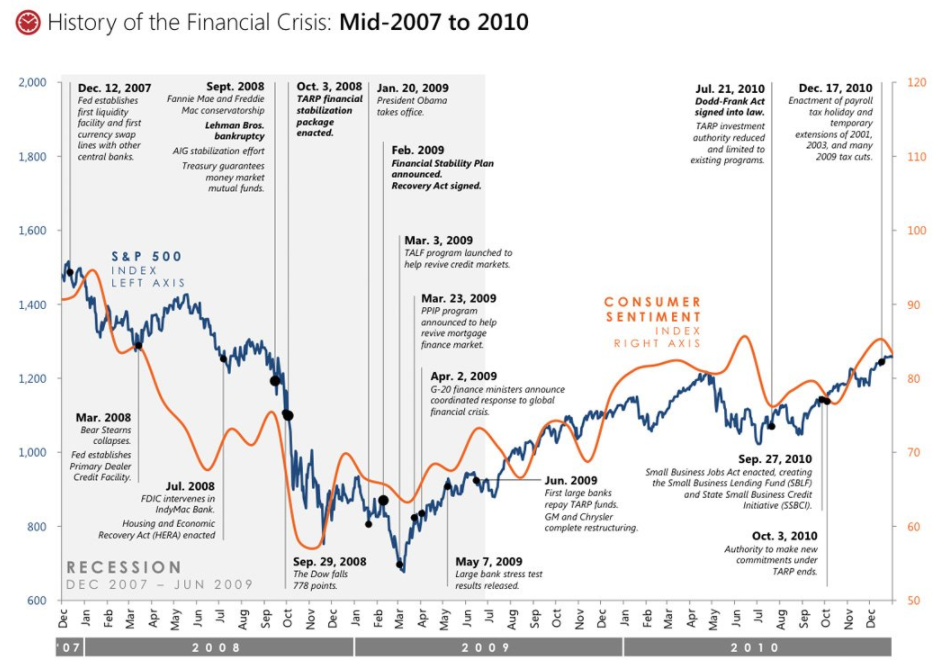 History of the Financial Crisis: Mid-2007 to 2010
2,000
1,800
1,600
1,400
1,200
1,000
800
600
120
110
100
90
80
70
60
50
Dec. 12, 2007
Fed establishes
first liquidity
facility and first
currency swap
lines with other
central banks.
Sept. 2008
Fannie Mae and Freddie
Mac conservatorship
Lehman Bros.
bankruptcy
AIG stabilization effort
Treasury guarantees
money market
mutual funds.
Oct. 3, 2008
TARP financial
stabilization
package
enacted.
Jan. 20, 2009
President Obama
takes office.
Feb. 2009
Financial Stability Plan
announced.
Recovery Act signed.
Mar. 3, 2009
TALF program launched to
help revive credit markets.
Mar. 23, 2009
PPIP program
announced to help
revive mortgage
finance market.
Apr. 2, 2009
G-20 finance ministers announce
coordinated response to global
financial crisis.
Jul. 21, 2010
Dodd-Frank Act
signed into law.
TARP investment
authority reduced
and limited to
existing programs.
Dec. 17, 2010
Enactment of payroll
tax holiday and
temporary
extensions of 2001,
2003, and many
2009 tax cuts.
S&P 500
INDEX
LEFT AXIS
CONSUMER
SENTIMENT
INDEX
RIGHT AXIS
Mar. 2008
Bear Stearns
collapses.
Fed establishes
Primary Dealer
Credit Facility.
Jul. 2008
FDIC intervenes in
IndyMac Bank.
Housing and Economic
Recovery Act (HERA) enacted
Sep. 29, 2008
The Dow falls
778 points.
May 7, 2009
Large bank stress test
results released.
Jun. 2009
First large banks
repay TARP funds.
GM and Chrysler
complete restructuring.
Sep. 27, 2010
Small Business Jobs Act enacted, creating
the Small Business Lending Fund (SBLF)
and State Small Business Credit
Initiative (SSBCI).
Oct. 3, 2010
Authority to make new
commitments under
TARP ends.
RECESSION
DEC 2007 – JUN 2009
Dec Jan Feb Mar Apr May Jun Jul Aug Sep Oct Nov Dec Jan Feb Mar Apr May Jun Jul Aug Sep Oct Nov Dec Jan Feb Mar Apr May Jun Jul Aug Sep Oct Nov Dec
'07 2008 2009 2010